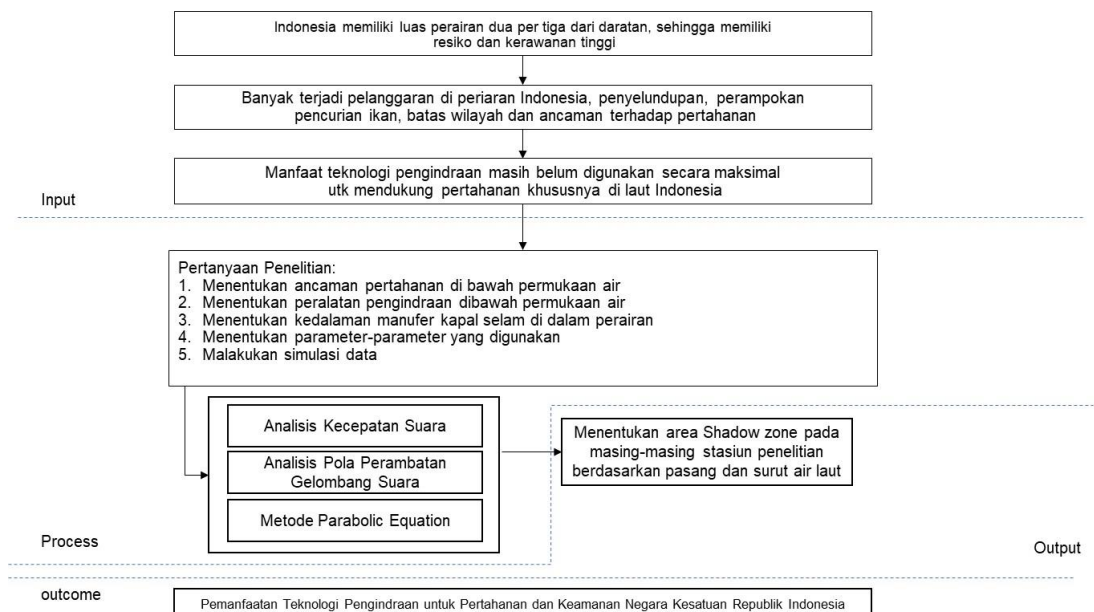 Indonesia memiliki luas perairan dua per tiga dari daratan, sehingga memiliki
resiko dan kerawanan tinggi
Banyak terjadi pelanggaran di periaran Indonesia, penyelundupan, perampokan
pencurian ikan, batas wilayah dan ancaman terhadap pertahanan
Manfaat teknologi pengindraan masih belum digunakan secara maksimal
utk mendukung pertahanan khususnya di laut Indonesia
Input
Pertanyaan Penelitian:
1. Menentukan ancaman pertahanan di bawah permukaan air
2. Menentukan peralatan pengindraan dibawah permukaan air
3. Menentukan kedalaman manufer kapal selam di dalam perairan
4. Menentukan parameter-parameter yang digunakan
5. Malakukan simulasi data
Analisis Kecepatan Suara
Analisis Pola Perambatan
Gelombang Suara
Metode Parabolic Equation
Menentukan area Shadow zone pada
masing-masing stasiun penelitian
berdasarkan pasang dan surut air laut
Process
Output
outcome
Pemanfaatan Teknologi Pengindraan untuk Pertahanan dan Keamanan Negara Kesatuan Republik Indonesia